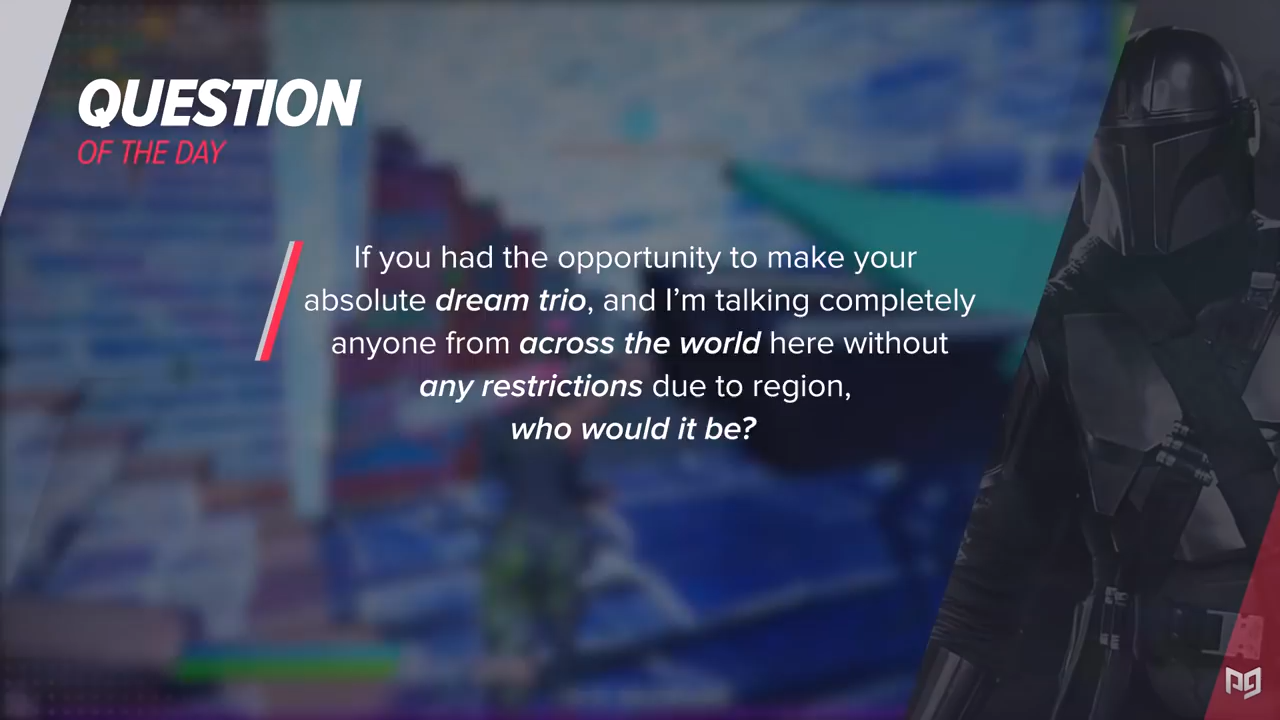 QUESTION
OF THE DAY
If you had the opportunity to make your
absolute dream trio, and I'm talking completely
anyone from across the world here without
any restrictions due to region,
who would it be?
PG